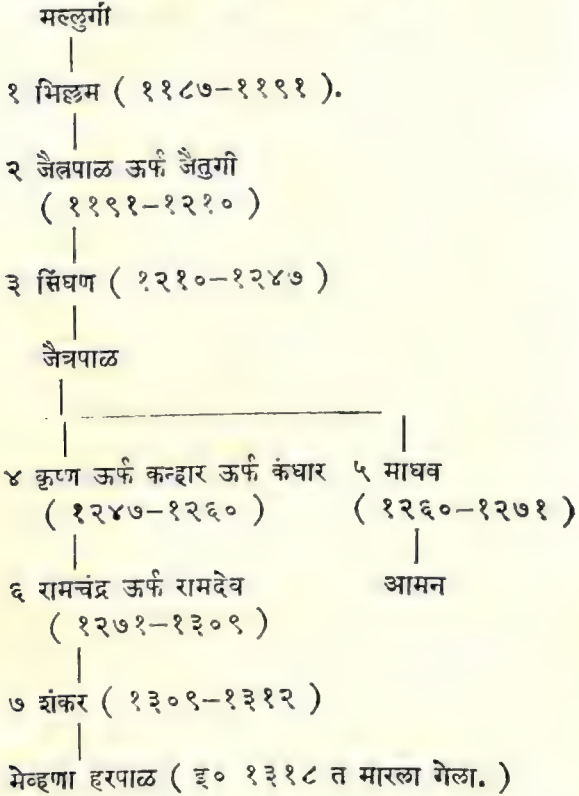 मल्लुगी
१ भिल्लम ( ११८७-११९१ ).
२ जैत्रपाळ ऊर्फ जैतुगी
( ११९१-१२१० )
३ सिंघण ( १२१०-१२४७ )
जैत्रपाळ
४ कृष्ण ऊर्फ कन्हार ऊर्फ कंधार ५ माधव
( १२४७-१२६० ) ( १२६०-१२७१ )
६ रामचंद्र ऊर्फ रामदेव आमन
( १२७१-१३०९ )
७ शंकर ( १३०९-१३१२ )
मेव्हणा हरपाळ ( इ० १३१८ त मारला गेला. )